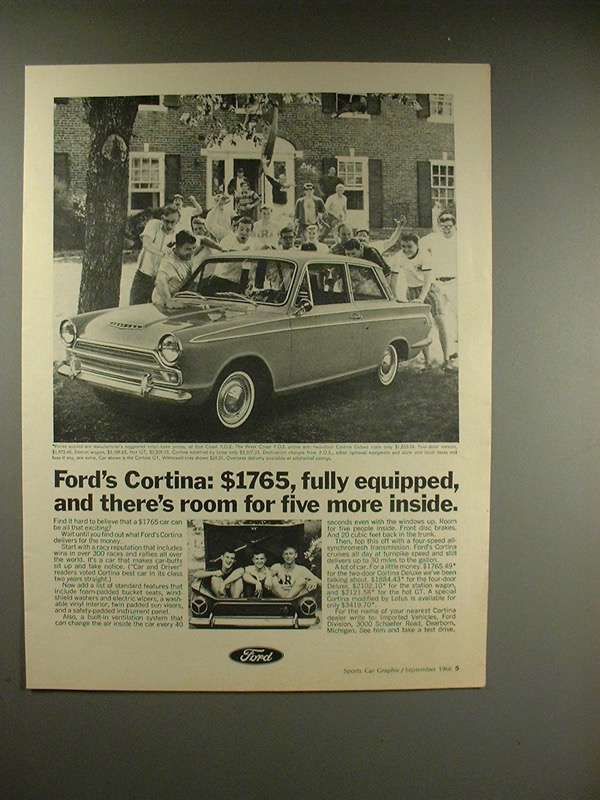 Ford's Cortina: $1765, fully equipped,
and there's room for five more inside.
Find it hard to believe that a $1765 car can
be all that exciting?
Wait until you find out what Ford's Cortina
delivers for the money.
Start with a racy reputation that includes
wins in over 300 races and rallies all over
the world. It's a car that makes car-buffs
sit up and take notice. ("Car and Driver"
readers voted Cortina best car in its class
two years straight.)
Now add a list of standard features that
include foam-padded bucket seats, wind-
shield washers and electric wipers, a wash-
able vinyl interior, twin padded sun visors,
and a safety-padded instrument panel.
Also, a built-in ventilation system that
can change the air inside the car every 40
seconds even with the windows up. Room
for five people inside. Front disc brakes.
And 20 cubic feet back in the trunk.
Then, top this off with a four-speed all-
synchromesh transmission. Ford's Cortina
cruises all day at turnpike speed and still
delivers up to 30 miles to the gallon.
A lot of car, for a little money. $1765.49*
for the two-door Cortina Deluxe we've been
talking about. $1884.43* for the four-door
Deluxe, for the station wagon,
and for the hot GT. A special
Cortina modified by Lotus is available for
only $3419.70*
For the name of your nearest Cortina
dealer write to: Imported Vehicles, Ford
Division, 3000 Schaefer Road, Dearborn,
Michigan. See him and take a test drive.
R
Ford
Sports Car Graphic / September 1966 5